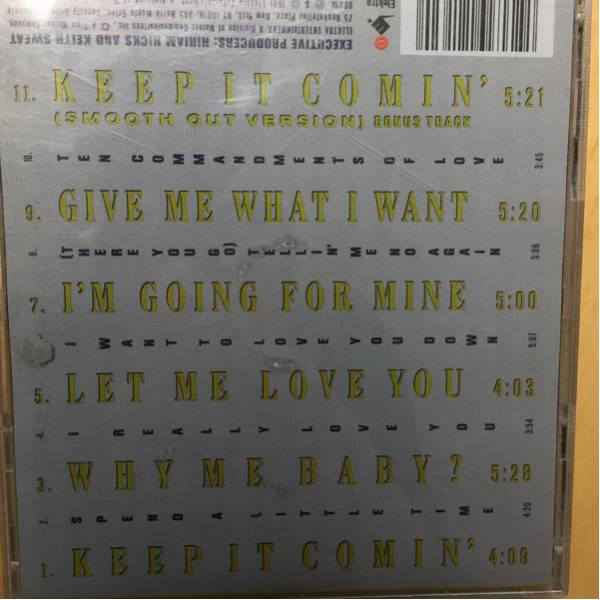 Elektra
EXECUTIVE PRODUCERS: HIRIAM HICKS AND KEITH SWEAT
11. KEEP IT COMIN' 5:21
(SMOOTH OUT VERSION) BONUS TRACK
10. TEN COMMANDMENTS OF LOVE 3:45
9. GIVE ME WHAT I WANT 5:20
8. (THERE YOU GO) TELLIN' ME NO AGAIN 5:06
7. I'M GOING FOR MINE 5:00
I WANT TO LOVE YOU DOWN 5:07
5. LET ME LOVE YOU 4:03
4. I REALLY LOVE YOU 3:54
3. WHY ME BABY? 5:28
2. SPEND A LITTLE TIME 4:20
1. KEEP IT COMIN' 4:09